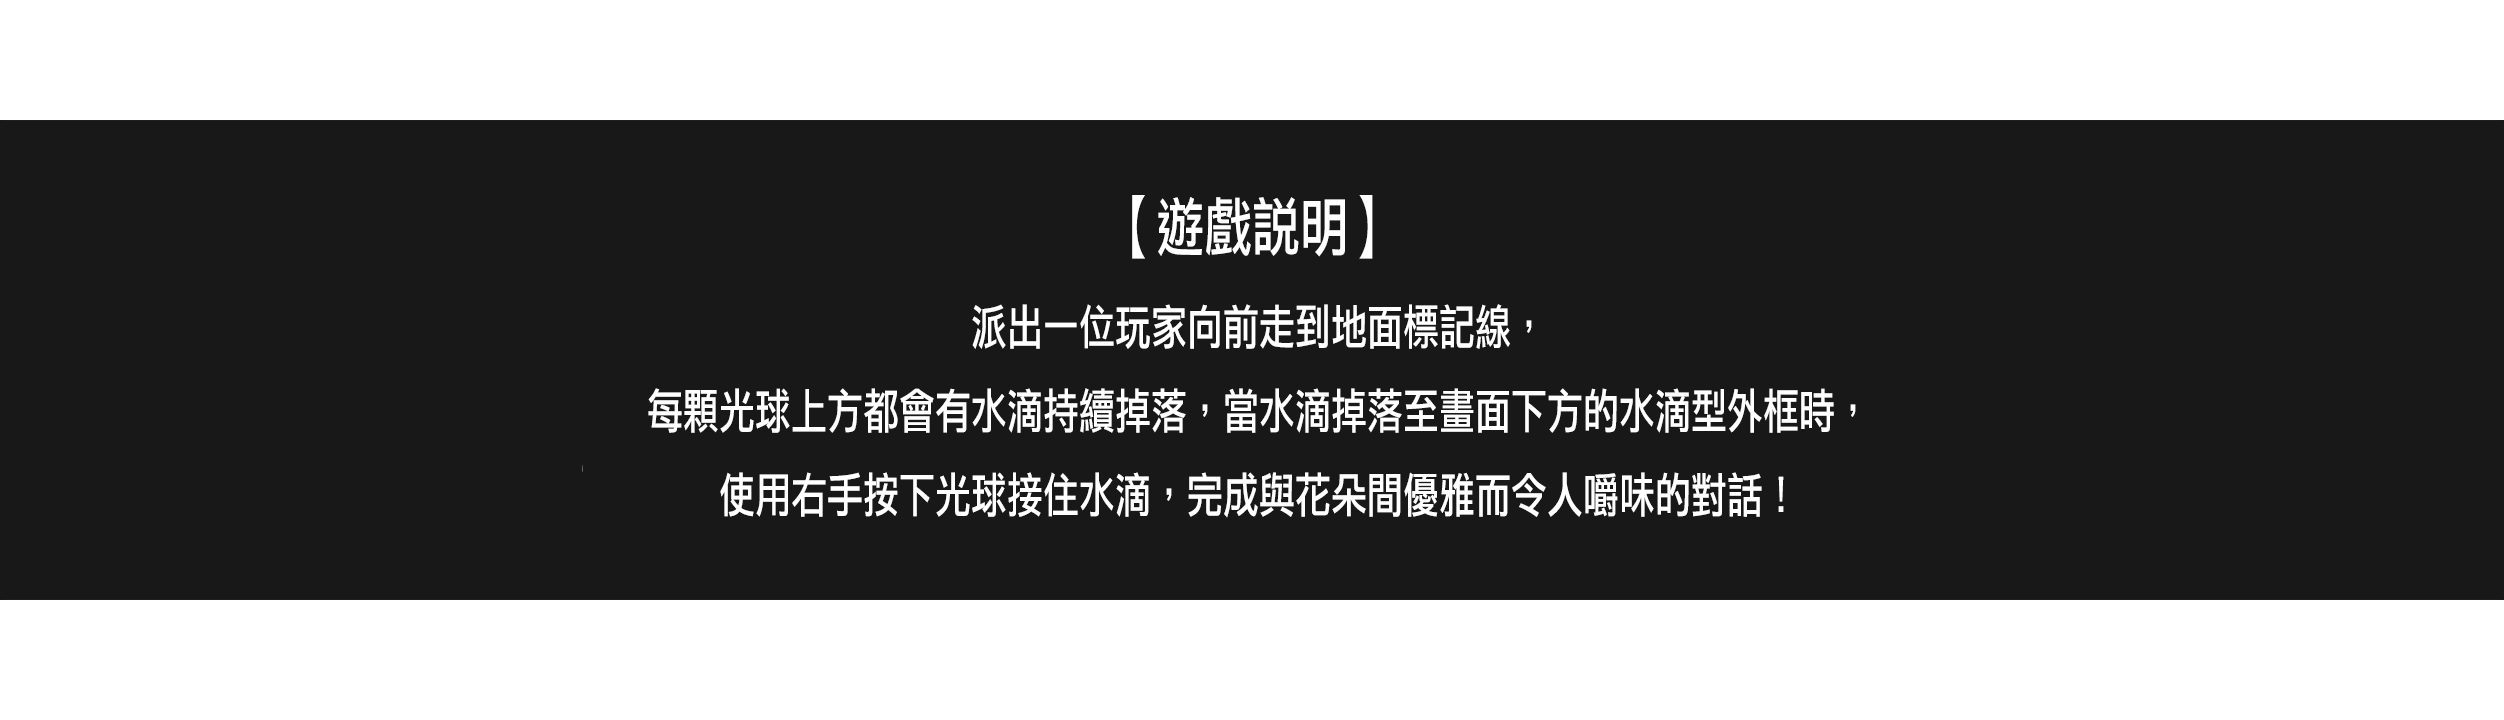 【遊戲說明】
派出一位玩家向前走到地面標記線，
每顆光球上方都會有水滴持續掉落，當水滴掉落至畫面下方的水滴型外框時，
使用右手按下光球接住水滴，完成與花朵間優雅而令人嚼味的對話！